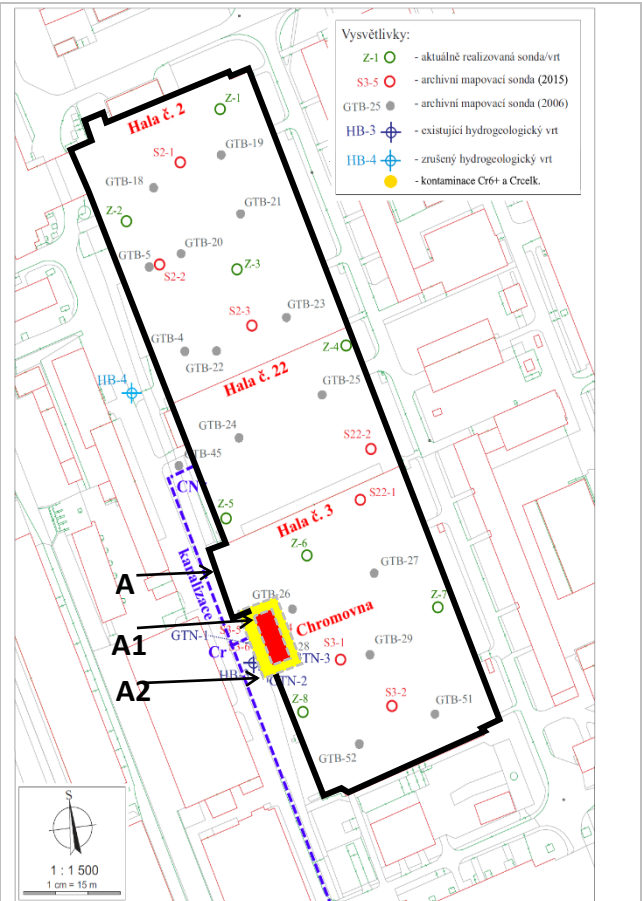 Vysvětlivky:
Z-1 - aktuálně realizovaná sonda/vrt
S3-5 - archivní mapovací sonda (2015)
GTB-25 - archivní mapovací sonda (2006)
HB-3 - existující hydrogeologický vrt
HB-4 - zrušený hydrogeologický vrt
- kontaminace Cr6+ a Crcelk.
Z-1
Hala č. 2
S2-1
GTB-19
GTB-18
GTB-21
Z-2
GTB-20
GTB-5
S2-2
Z-3
GTB-23
S2-3
GTB-4
GTB-22
Z-4
Hala č. 22
HB-4
GTB-25
GTB-24
S22-2
TB-45
CN
S22-1
Z-5
Hala č. 3
Z-6
kanalizace
GTB-27
A
Z-7
GTB-26
Chromovna
A1
GTN-1
Cr
S3-1
GTB-29
TN-3
28
HB
GTN-2
A2
S3-2
Z-8
GTB-51
GTB-52
S
1 : 1 500
1 cm = 15 m